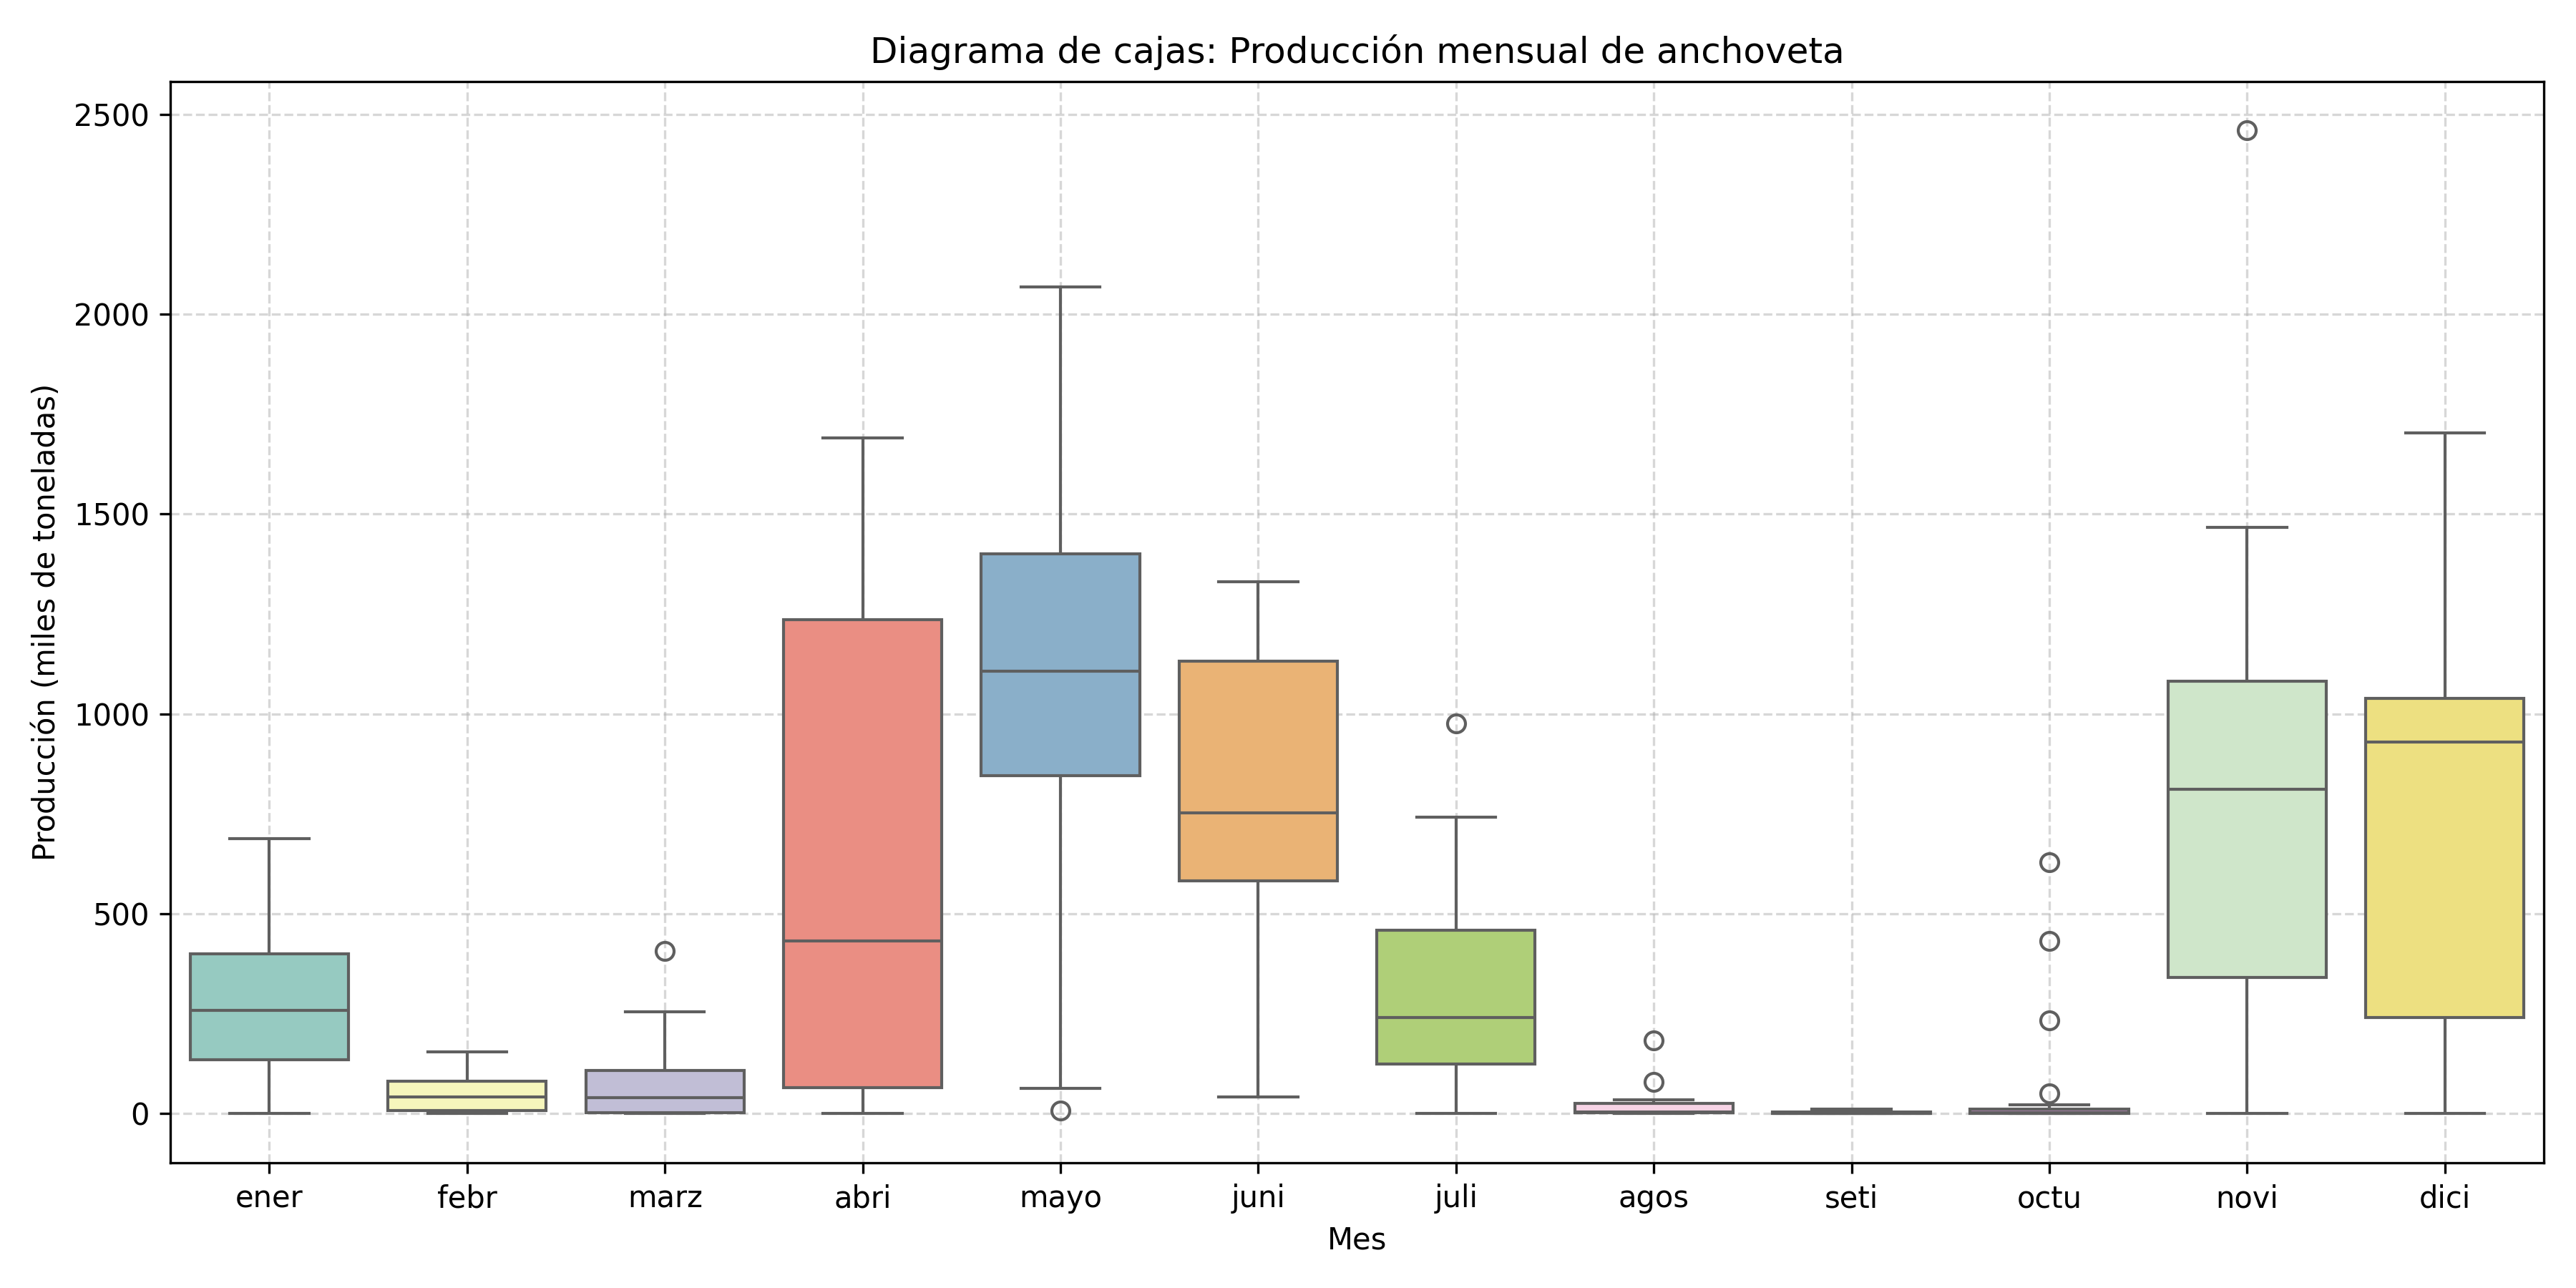 Diagrama de cajas: Producción mensual de anchoveta
Producción (miles de toneladas)
2500
2000
1500
1000
500
0
ener febr marz abri mayo juni juli agos seti octu novi dici
Mes